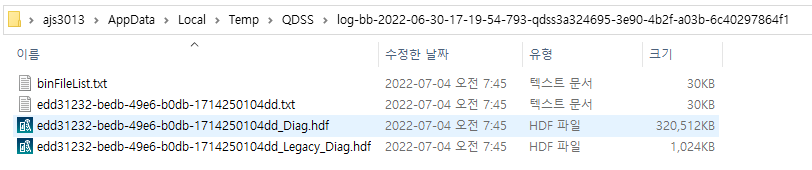 ajs3013 > AppData > Local > Temp > QDSS > log-bb-2022-06-30-17-19-54-793-qdss3a324695-3e90-4b2f-a03b-6c40297864f1
이름 수정한 날짜 유형 크기
binFileList.txt 2022-07-04 오전 7:45 텍스트 문서 30KB
edd31232-bedb-49e6-b0db-1714250104dd.txt 2022-07-04 오전 7:45 텍스트 문서 30KB
edd31232-bedb-49e6-b0db-1714250104dd_Diag.hdf 2022-07-04 오전 7:45 HDF 파일 320,512KB
edd31232-bedb-49e6-b0db-1714250104dd_Legacy_Diag.hdf 2022-07-04 오전 7:45 HDF 파일 1,024KB